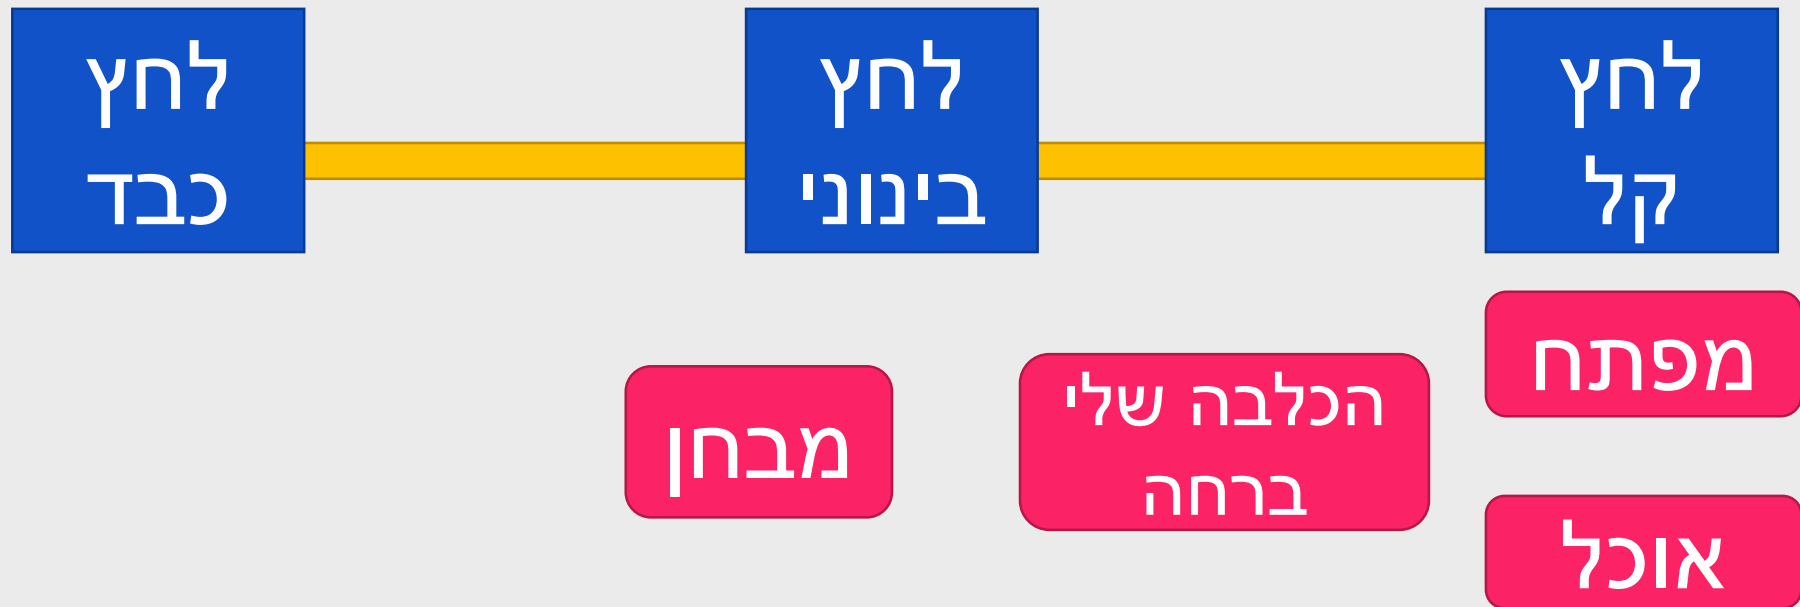 לחץ
קל
לחץ
בינוני
לחץ
כבד
מפתח
הכלבה שלי
ברחה
מבחן
אוכל